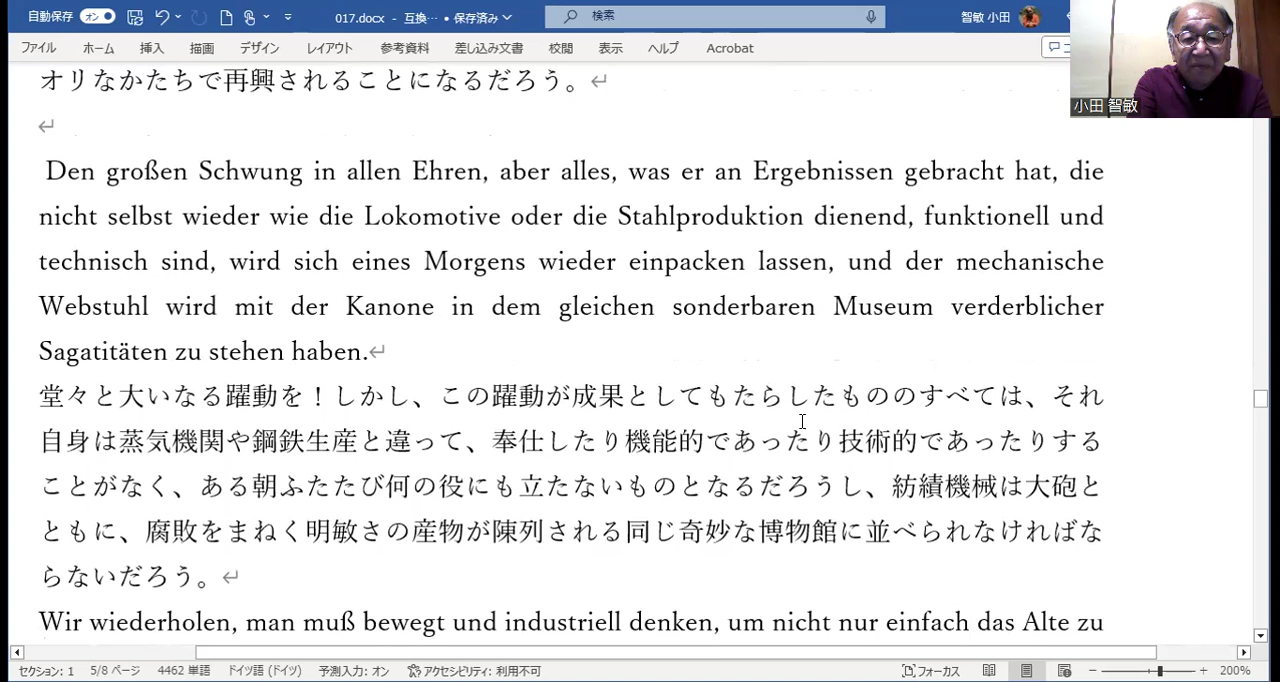 自動保存 オン 017.docx - 互換… • 保存済み 検索 智敏 小田
ファイル ホーム 挿入 描画 デザイン レイアウト 参考資料 差し込み文書 校閲 表示 ヘルプ Acrobat
小田 智敏
オリなかたちで再興されることになるだろう。
Den großen Schwung in allen Ehren, aber alles, was er an Ergebnissen gebracht hat, die
nicht selbst wieder wie die Lokomotive oder die Stahlproduktion dienend, funktionell und
technisch sind, wird sich eines Morgens wieder einpacken lassen, und der mechanische
Webstuhl wird mit der Kanone in dem gleichen sonderbaren Museum verderblicher
Sagatitäten zu stehen haben.
堂々と大いなる躍動を！しかし、この躍動が成果としてもたらしたもののすべては、それ
自身は蒸気機関や鋼鉄生産と違って、奉仕したり機能的であったり技術的であったりする
ことがなく、ある朝ふたたび何の役にも立たないものとなるだろうし、紡績機械は大砲と
ともに、腐敗をまねく明敏さの産物が陳列される同じ奇妙な博物館に並べられなければな
らないだろう。
Wir wiederholen, man muß bewegt und industriell denken, um nicht nur einfach das Alte zu
セクション: 1 5/8 ページ 4462 単語 ドイツ語 (ドイツ) 予測入力: オン アクセシビリティ: 利用不可 フォーカス 200%